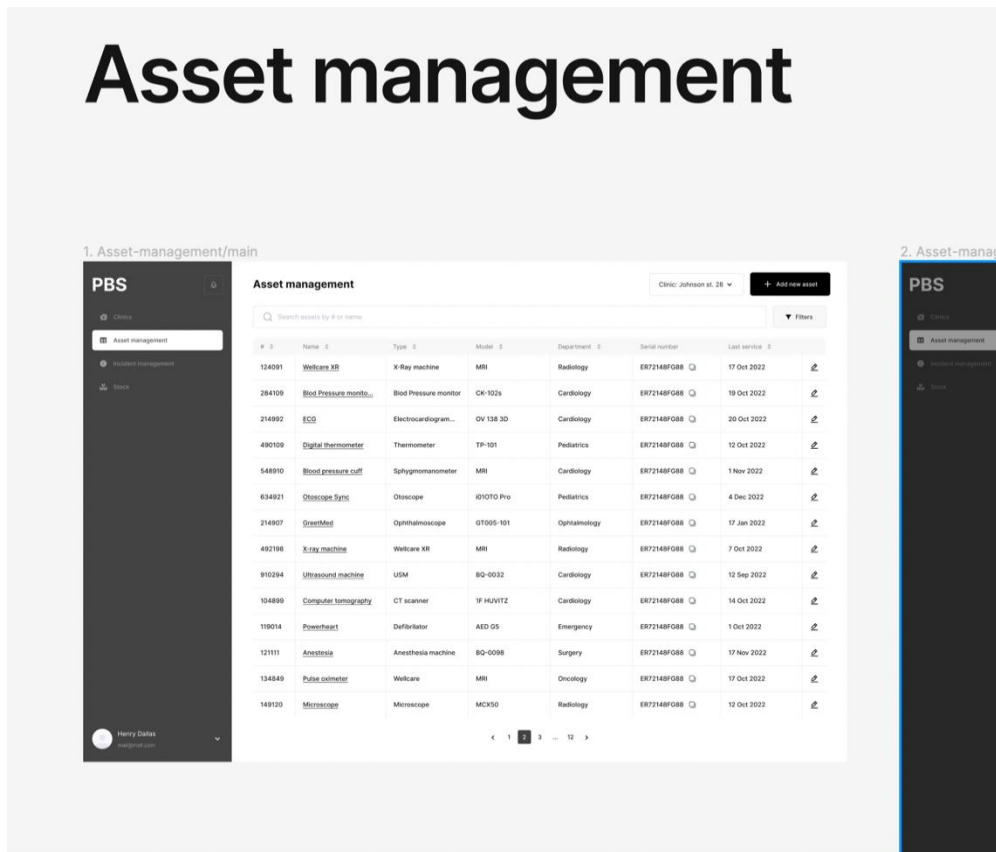 Asset management
1. Asset-management/main
2. Asset-manag
PBS
Clinics
Asset management
Incident management
Stock
Henry Dallas
Asset management
Clinic: Johnson st. 28
+ Add new asset
Search assets by # or name
Filters
# Name Type Model Department Serial number Last service
124091 Wellcare XR X-Ray machine MRI Radiology ER72148FG88 17 Oct 2022
284109 Blod Pressure monito... Blod Pressure monitor CK-102s Cardiology ER72148FG88 19 Oct 2022
214992 ECG Electrocardiogram... OV 138 3D Cardiology ER72148FG88 20 Oct 2022
490109 Digital thermometer Thermometer TP-101 Pediatrics ER72148FG88 12 Oct 2022
548910 Blood pressure cuff Sphygmomanometer MRI Cardiology ER72148FG88 1 Nov 2022
634921 Otoscope Sync Otoscope i01OTO Pro Pediatrics ER72148FG88 4 Dec 2022
214907 GreetMed Ophthalmoscope GT005-101 Ophtalmology ER72148FG88 17 Jan 2022
492198 X-ray machine Wellcare XR MRI Radiology ER72148FG88 7 Oct 2022
910294 Ultrasound machine USM BQ-0032 Cardiology ER72148FG88 12 Sep 2022
104899 Computer tomography CT scanner 1F HUVITZ Cardiology ER72148FG88 14 Oct 2022
119014 Powerheart Defibrilator AED G5 Emergency ER72148FG88 1 Oct 2022
121111 Anestesia Anesthesia machine BQ-0098 Surgery ER72148FG88 17 Nov 2022
134849 Pulse oximeter Wellcare MRI Oncology ER72148FG88 17 Oct 2022
149120 Microscope Microscope MCX50 Radiology ER72148FG88 12 Oct 2022
1 2 3 ... 12
PBS
Clinics
Asset management
Incident management
Stock